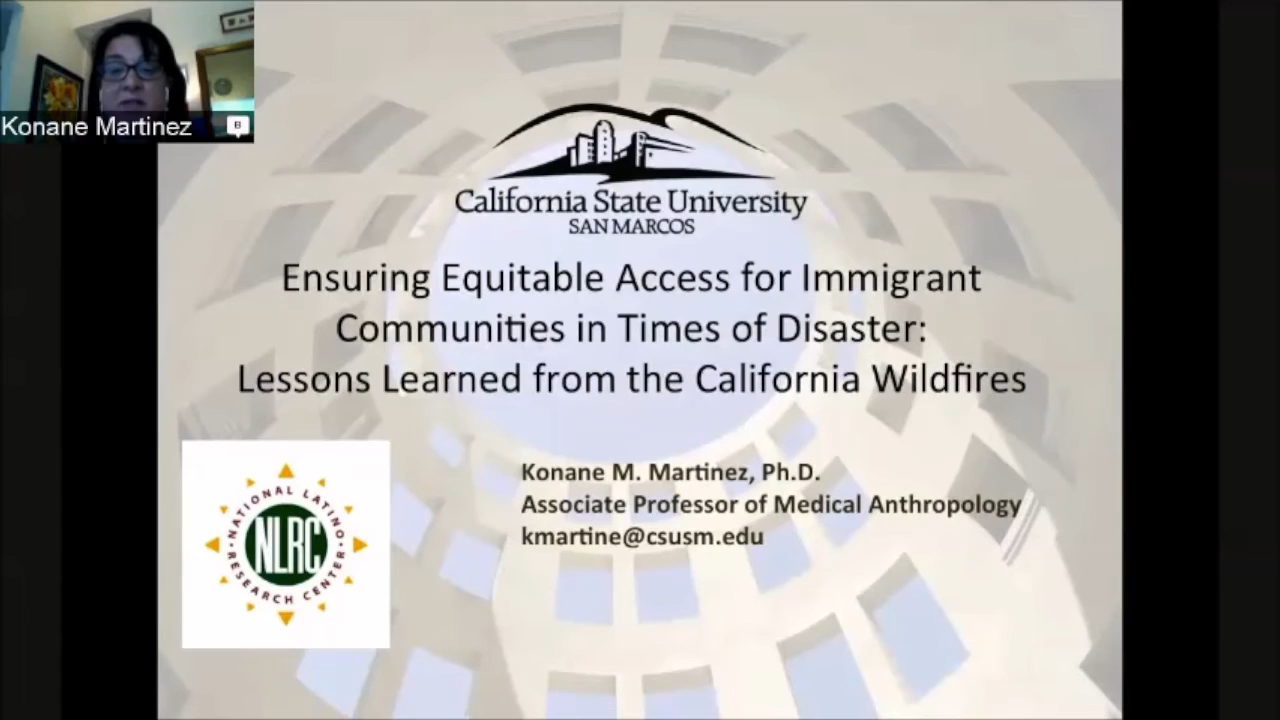 Konane Martinez
California State University
SAN MARCOS
Ensuring Equitable Access for Immigrant
Communities in Times of Disaster:
Lessons Learned from the California Wildfires
NATIONAL LATINO
NLRC
RESEARCH CENTER
Konane M. Martinez, Ph.D.
Associate Professor of Medical Anthropology
kmartine@csusm.edu